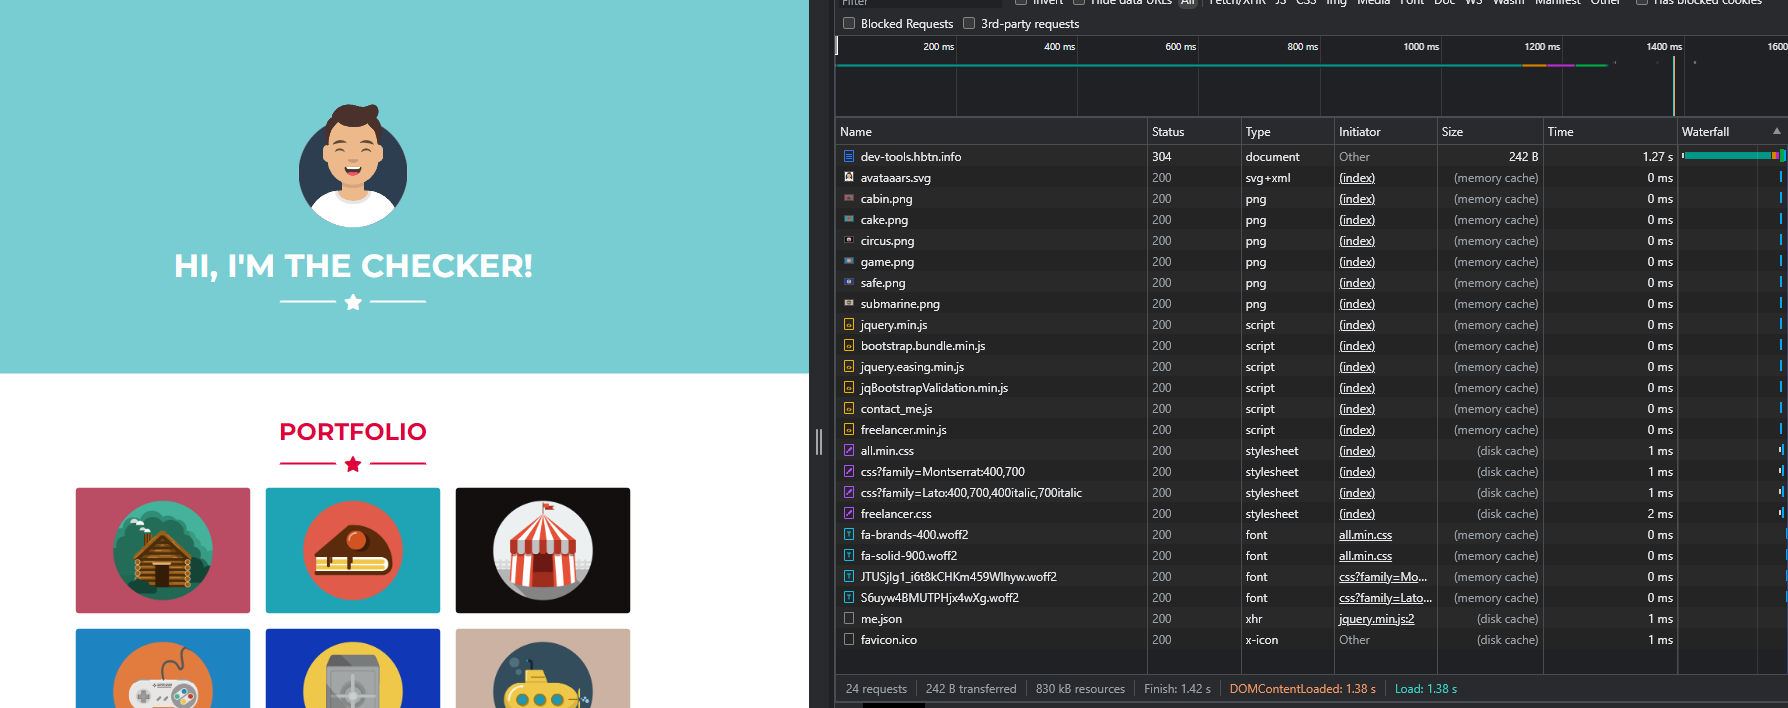 HI, I'M THE CHECKER!
PORTFOLIO
Filter Invert Hide data URLs All Fetch/XHR JS CSS Img Media Font Doc WS Wasm Manifest Other Has blocked cookies
Blocked Requests 3rd-party requests
200 ms 400 ms 600 ms 800 ms 1000 ms 1200 ms 1400 ms 1600
Name Status Type Initiator Size Time Waterfall
dev-tools.hbtn.info 304 document Other 242 B 1.27 s
avataaars.svg 200 svg+xml (index) (memory cache) 0 ms
cabin.png 200 png (index) (memory cache) 0 ms
cake.png 200 png (index) (memory cache) 0 ms
circus.png 200 png (index) (memory cache) 0 ms
game.png 200 png (index) (memory cache) 0 ms
safe.png 200 png (index) (memory cache) 0 ms
submarine.png 200 png (index) (memory cache) 0 ms
jquery.min.js 200 script (index) (memory cache) 0 ms
bootstrap.bundle.min.js 200 script (index) (memory cache) 0 ms
jquery.easing.min.js 200 script (index) (memory cache) 0 ms
jqBootstrapValidation.min.js 200 script (index) (memory cache) 0 ms
contact_me.js 200 script (index) (memory cache) 0 ms
freelancer.min.js 200 script (index) (memory cache) 0 ms
all.min.css 200 stylesheet (index) (disk cache) 1 ms
css?family=Montserrat:400,700 200 stylesheet (index) (disk cache) 1 ms
css?family=Lato:400,700,400italic,700italic 200 stylesheet (index) (disk cache) 1 ms
freelancer.css 200 stylesheet (index) (disk cache) 2 ms
fa-brands-400.woff2 200 font all.min.css (memory cache) 0 ms
fa-solid-900.woff2 200 font all.min.css (memory cache) 0 ms
JTUSjIg1_i6t8kCHKm459Wlhyw.woff2 200 font css?family=Mo... (memory cache) 0 ms
S6uyw4BMUTPHjx4wXg.woff2 200 font css?family=Lato... (memory cache) 0 ms
me.json 200 xhr jquery.min.js:2 (disk cache) 1 ms
favicon.ico 200 x-icon Other (disk cache) 1 ms
24 requests 242 B transferred 830 kB resources Finish: 1.42 s DOMContentLoaded: 1.38 s Load: 1.38 s